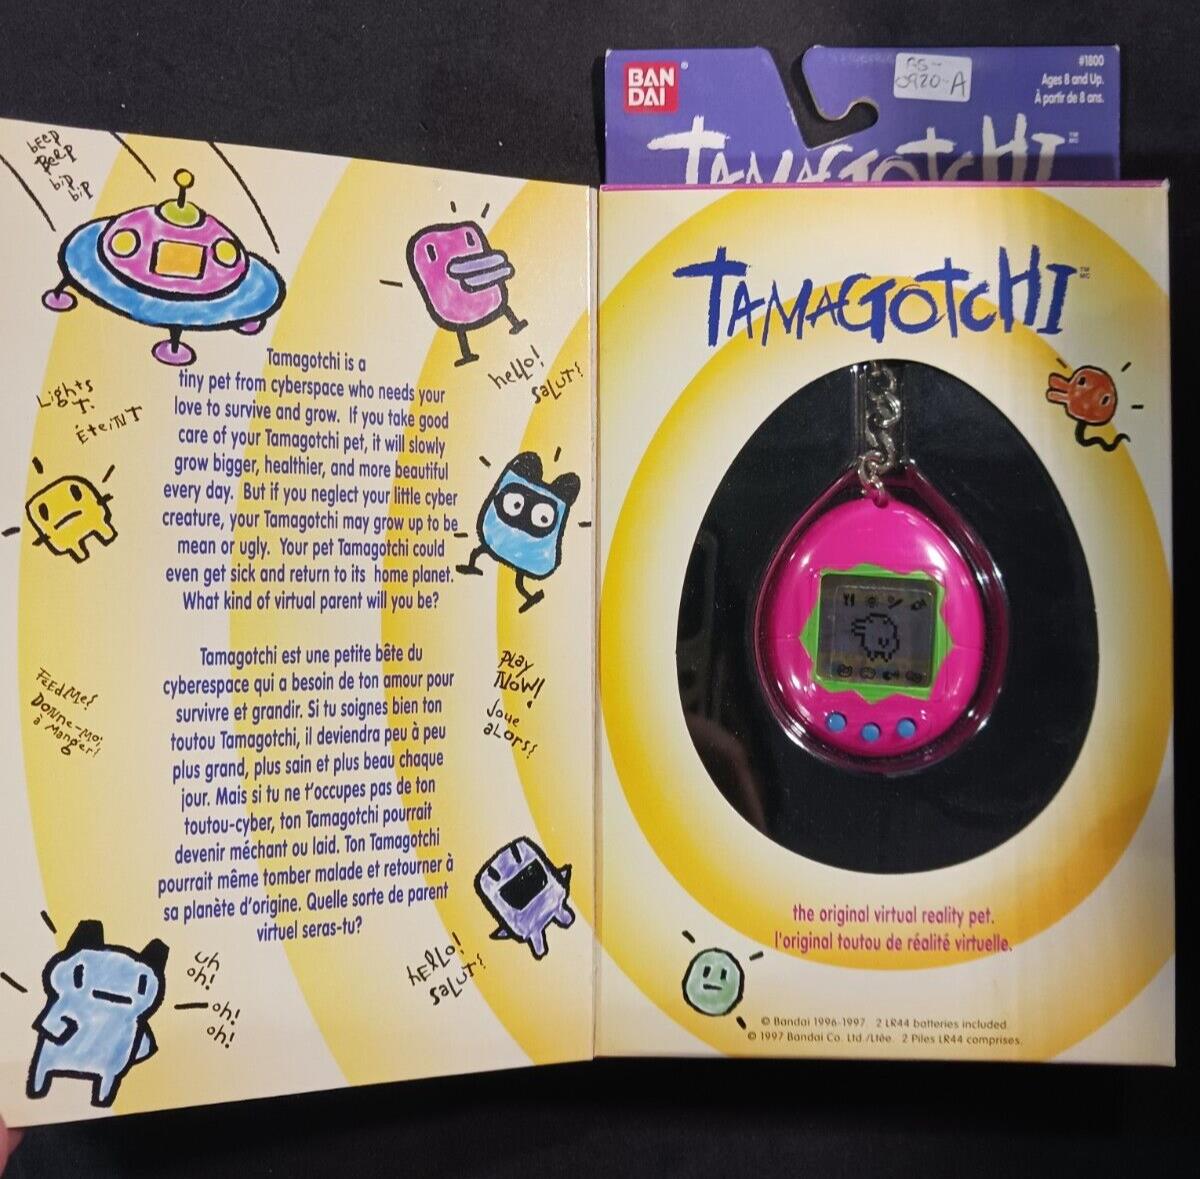 beep
Beep
bip
bip
Lights
?
Éteint
hello!
salut!
Tamagotchi is a
tiny pet from cyberspace who needs your
love to survive and grow. If you take good
care of your Tamagotchi pet, it will slowly
grow bigger, healthier, and more beautiful
every day. But if you neglect your little cyber
creature, your Tamagotchi may grow up to be
mean or ugly. Your pet Tamagotchi could
even get sick and return to its home planet.
What kind of virtual parent will you be?
Tamagotchi est une petite bête du
cyberespace qui a besoin de ton amour pour
survivre et grandir. Si tu soignes bien ton
toutou Tamagotchi, il deviendra peu à peu
plus grand, plus sain et plus beau chaque
jour. Mais si tu ne t'occupes pas de ton
toutou-cyber, ton Tamagotchi pourrait
devenir méchant ou laid. Ton Tamagotchi
pourrait même tomber malade et retourner à
sa planète d'origine. Quelle sorte de parent
virtuel seras-tu?
Feed Me!
Donne-moi
à Manger!
Play
Now!
Joue
alors!
hello!
salut!
uh
oh!
oh!
oh!
BAN
DAI
®
GS-
0920-A
#1800
Ages 8 and Up.
À partir de 8 ans.
TAMAGOTCHI
TM
MC
TAMAGOTCHI
TM
MC
the original virtual reality pet.
l'original toutou de réalité virtuelle.
© Bandai 1996-1997 2 LR44 batteries included.
© 1997 Bandai Co. Ltd./Ltée. 2 Piles LR44 comprises.